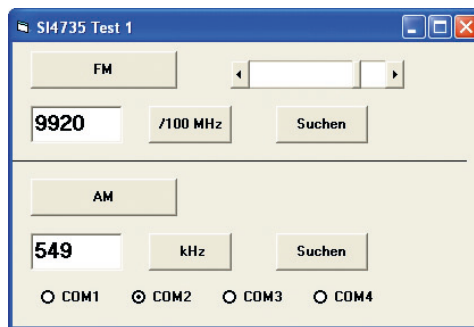 SI4735 Test 1
FM
9920 /100 MHz Suchen
AM
549 kHz Suchen
COM1 COM2 COM3 COM4